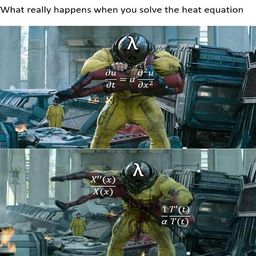 What really happens when you solve the heat equation
λ
∂u/∂t = α ∂²u/∂x²
λ
X''(x)/X(x)
1/α T'(t)/T(t)